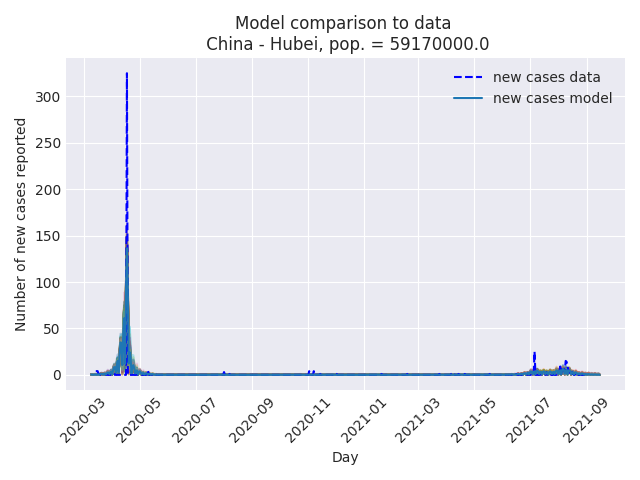 Model comparison to data
China - Hubei, pop. = 59170000.0
new cases data
new cases model
Number of new cases reported
300
250
200
150
100
50
0
2020-03
2020-05
2020-07
2020-09
2020-11
2021-01
2021-03
2021-05
2021-07
2021-09
Day